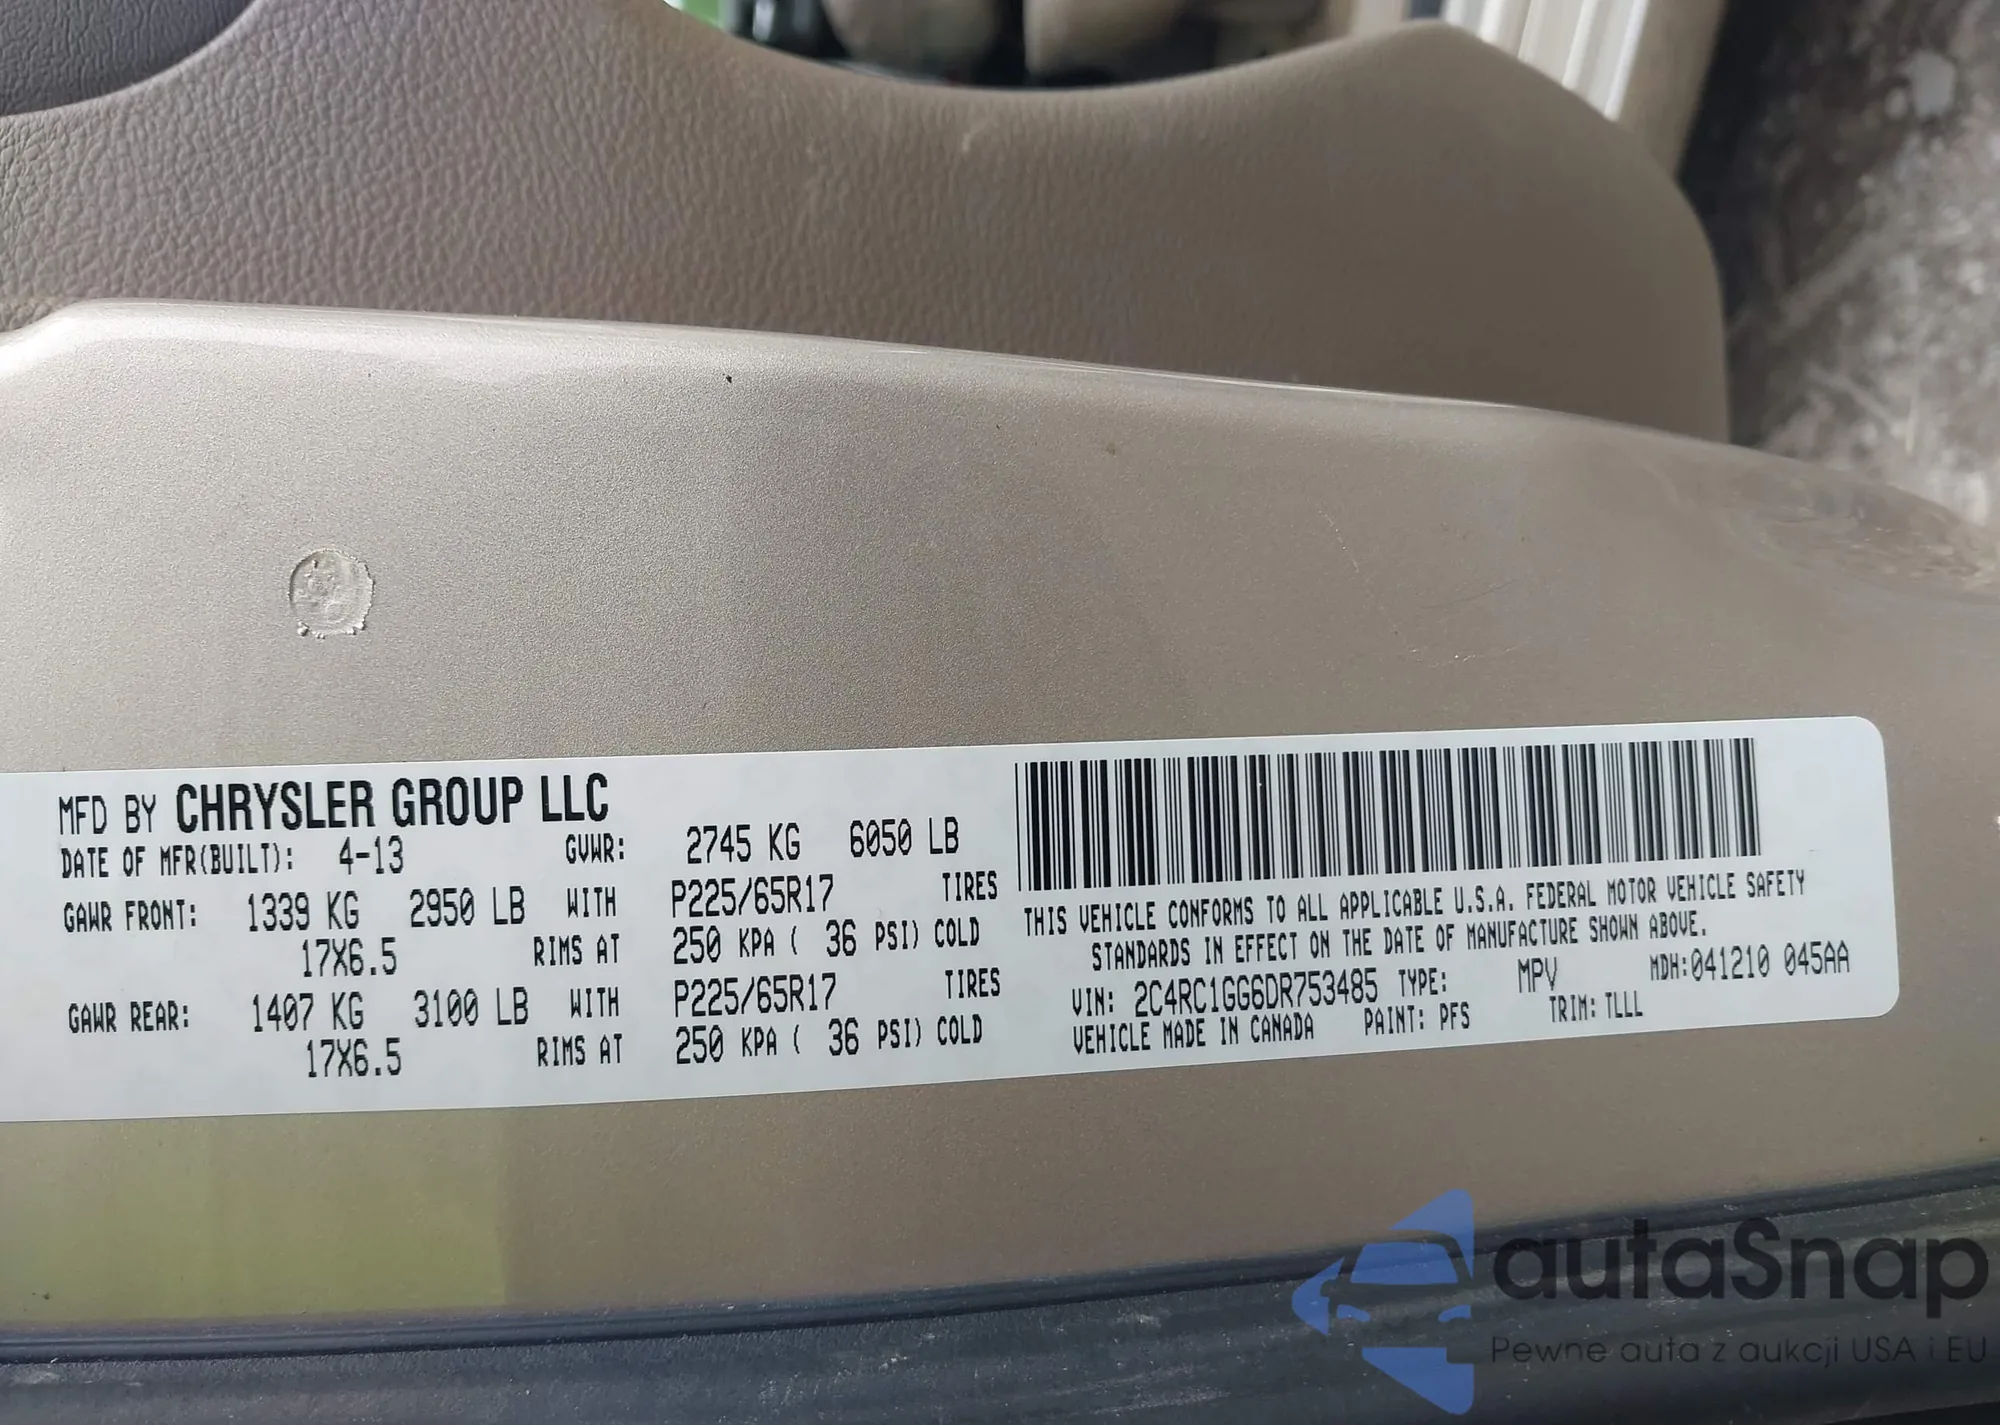 MFD BY CHRYSLER GROUP LLC
DATE OF MFR(BUILT): 4-13 GVWR: 2745 KG 6050 LB
GAWR FRONT: 1339 KG 2950 LB WITH P225/65R17 TIRES
17X6.5 RIMS AT 250 KPA ( 36 PSI) COLD
GAWR REAR: 1407 KG 3100 LB WITH P225/65R17 TIRES
17X6.5 RIMS AT 250 KPA ( 36 PSI) COLD
THIS VEHICLE CONFORMS TO ALL APPLICABLE U.S.A. FEDERAL MOTOR VEHICLE SAFETY
STANDARDS IN EFFECT ON THE DATE OF MANUFACTURE SHOWN ABOVE.
VIN: 2C4RC1GG6DR753485 TYPE: MPV MDH:041210 045AA
VEHICLE MADE IN CANADA PAINT: PFS TRIM: TLLL
autaSnap
Pewne auta z aukcji USA i EU